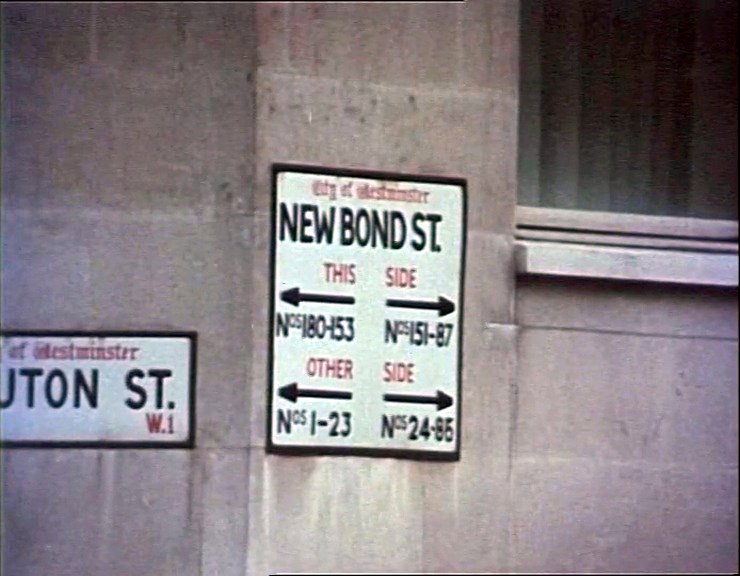 City of Westminster
NEW BOND ST.
THIS SIDE
Nos 180-153 Nos 151-87
OTHER SIDE
Nos 1-23 Nos 24-86
of Westminster
UTON ST.
W.1